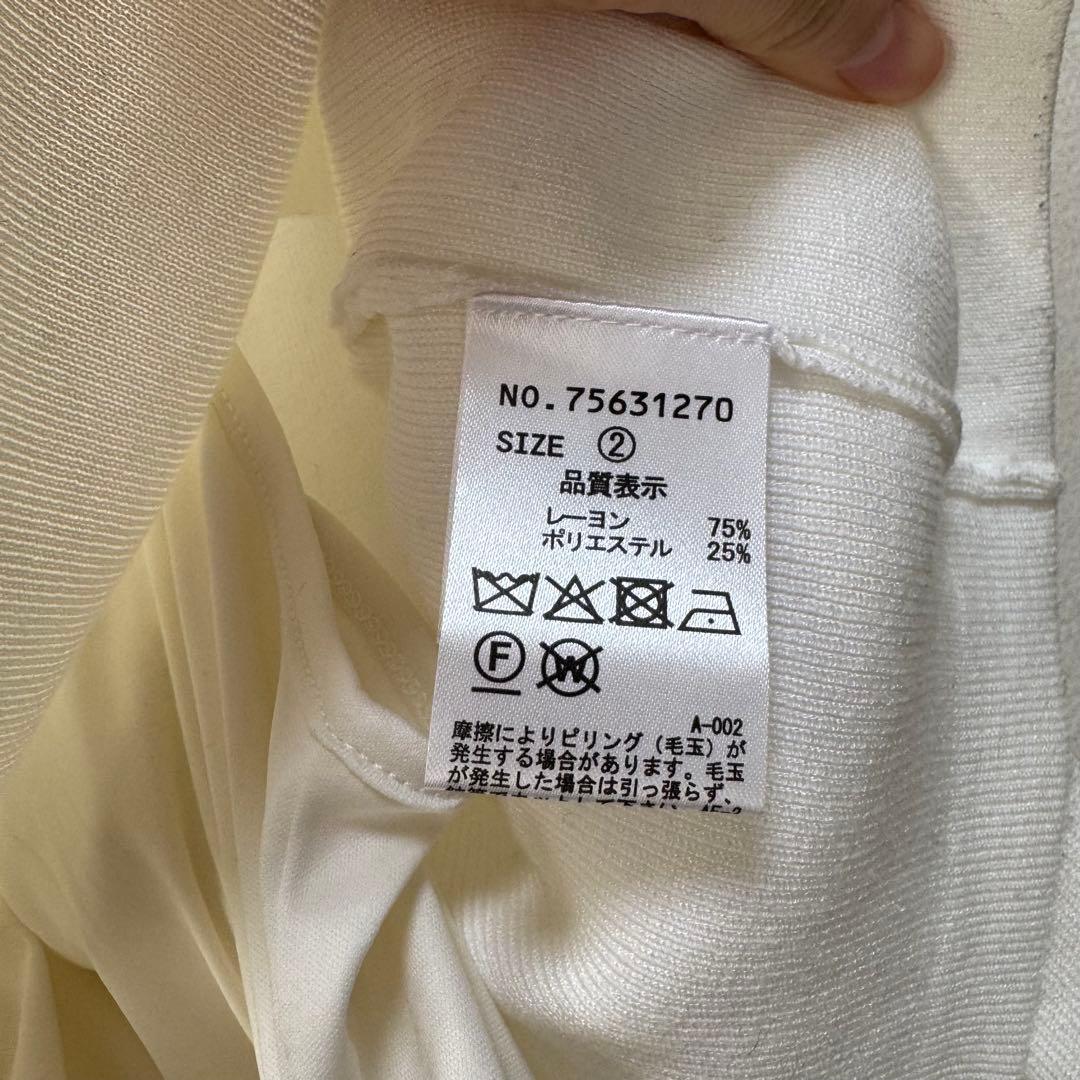 NO.75631270
SIZE ②
品質表示
レーヨン 75%
ポリエステル 25%
F W
A-002
摩擦によりピリング(毛玉)が
発生する場合があります。毛玉
が発生した場合は引っ張らず、